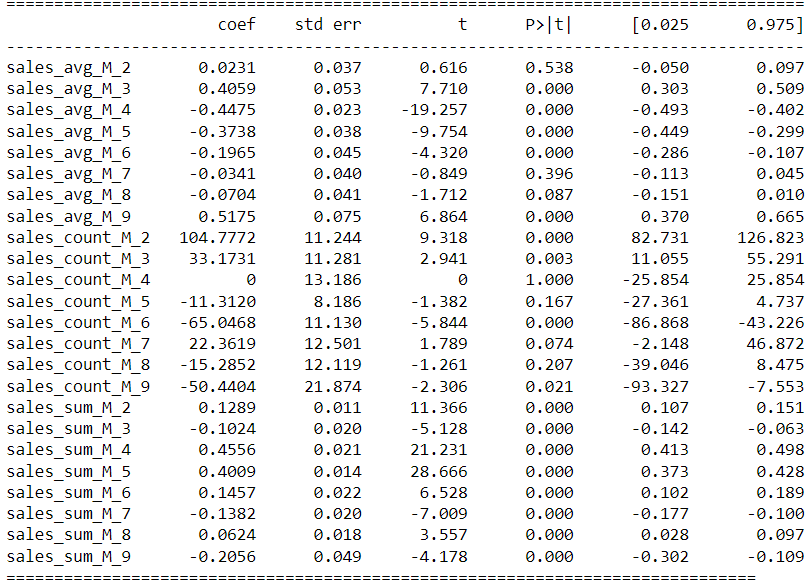 ==============================================================================
coef std err t P>|t| [0.025 0.975]
------------------------------------------------------------------------------
sales_avg_M_2 0.0231 0.037 0.616 0.538 -0.050 0.097
sales_avg_M_3 0.4059 0.053 7.710 0.000 0.303 0.509
sales_avg_M_4 -0.4475 0.023 -19.257 0.000 -0.493 -0.402
sales_avg_M_5 -0.3738 0.038 -9.754 0.000 -0.449 -0.299
sales_avg_M_6 -0.1965 0.045 -4.320 0.000 -0.286 -0.107
sales_avg_M_7 -0.0341 0.040 -0.849 0.396 -0.113 0.045
sales_avg_M_8 -0.0704 0.041 -1.712 0.087 -0.151 0.010
sales_avg_M_9 0.5175 0.075 6.864 0.000 0.370 0.665
sales_count_M_2 104.7772 11.244 9.318 0.000 82.731 126.823
sales_count_M_3 33.1731 11.281 2.941 0.003 11.055 55.291
sales_count_M_4 0 13.186 0 1.000 -25.854 25.854
sales_count_M_5 -11.3120 8.186 -1.382 0.167 -27.361 4.737
sales_count_M_6 -65.0468 11.130 -5.844 0.000 -86.868 -43.226
sales_count_M_7 22.3619 12.501 1.789 0.074 -2.148 46.872
sales_count_M_8 -15.2852 12.119 -1.261 0.207 -39.046 8.475
sales_count_M_9 -50.4404 21.874 -2.306 0.021 -93.327 -7.553
sales_sum_M_2 0.1289 0.011 11.366 0.000 0.107 0.151
sales_sum_M_3 -0.1024 0.020 -5.128 0.000 -0.142 -0.063
sales_sum_M_4 0.4556 0.021 21.231 0.000 0.413 0.498
sales_sum_M_5 0.4009 0.014 28.666 0.000 0.373 0.428
sales_sum_M_6 0.1457 0.022 6.528 0.000 0.102 0.189
sales_sum_M_7 -0.1382 0.020 -7.009 0.000 -0.177 -0.100
sales_sum_M_8 0.0624 0.018 3.557 0.000 0.028 0.097
sales_sum_M_9 -0.2056 0.049 -4.178 0.000 -0.302 -0.109
==============================================================================